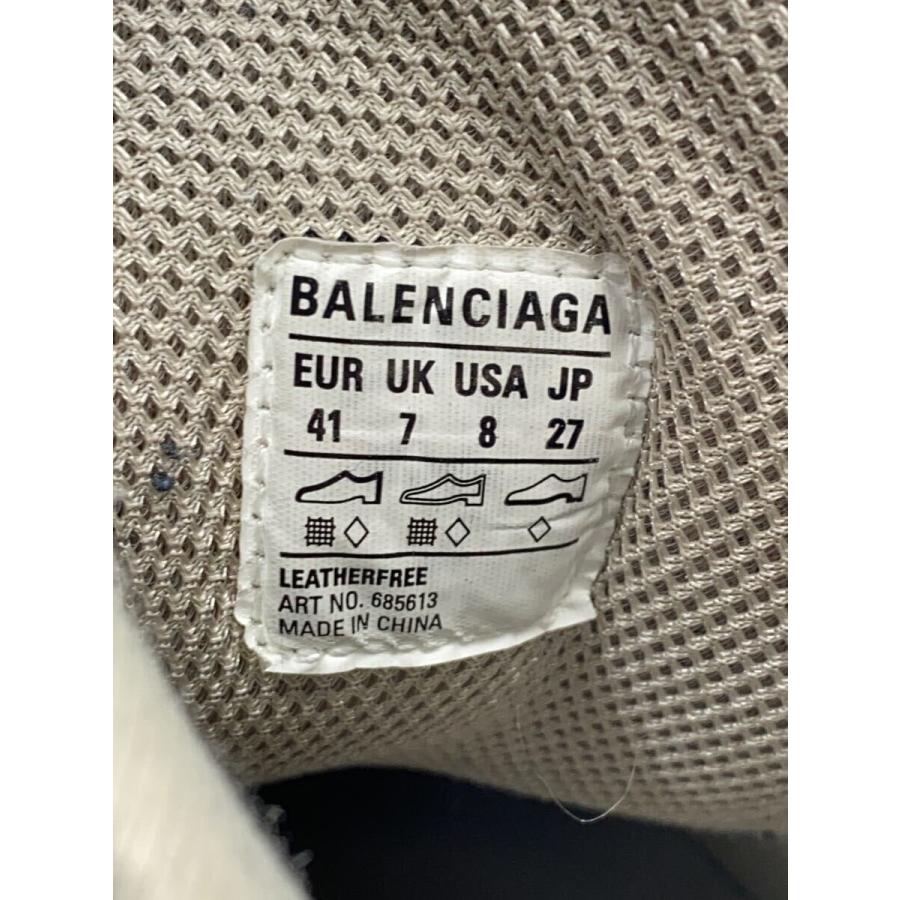 BALENCIAGA
EUR UK USA JP
41 7 8 27
LEATHERFREE
ART NO. 685613
MADE IN CHINA